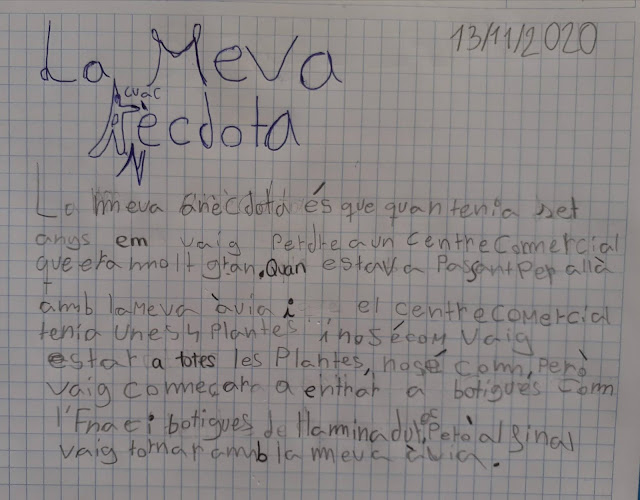 13/11/2020
La Meva
cuac
Anècdota
La meva anècdota és que quan tenia set
anys em vaig perdre a un centre comercial
que era molt gran. Quan estava passant per allà
amb la meva àvia i el centre comercial
tenia unes 4 plantes i no sé com vaig
estar a totes les plantes, no sé com, però
vaig començar a entrar a botigues com
l'Fnac i botigues de llaminadures. Però al final
vaig tornar amb la meva àvia.